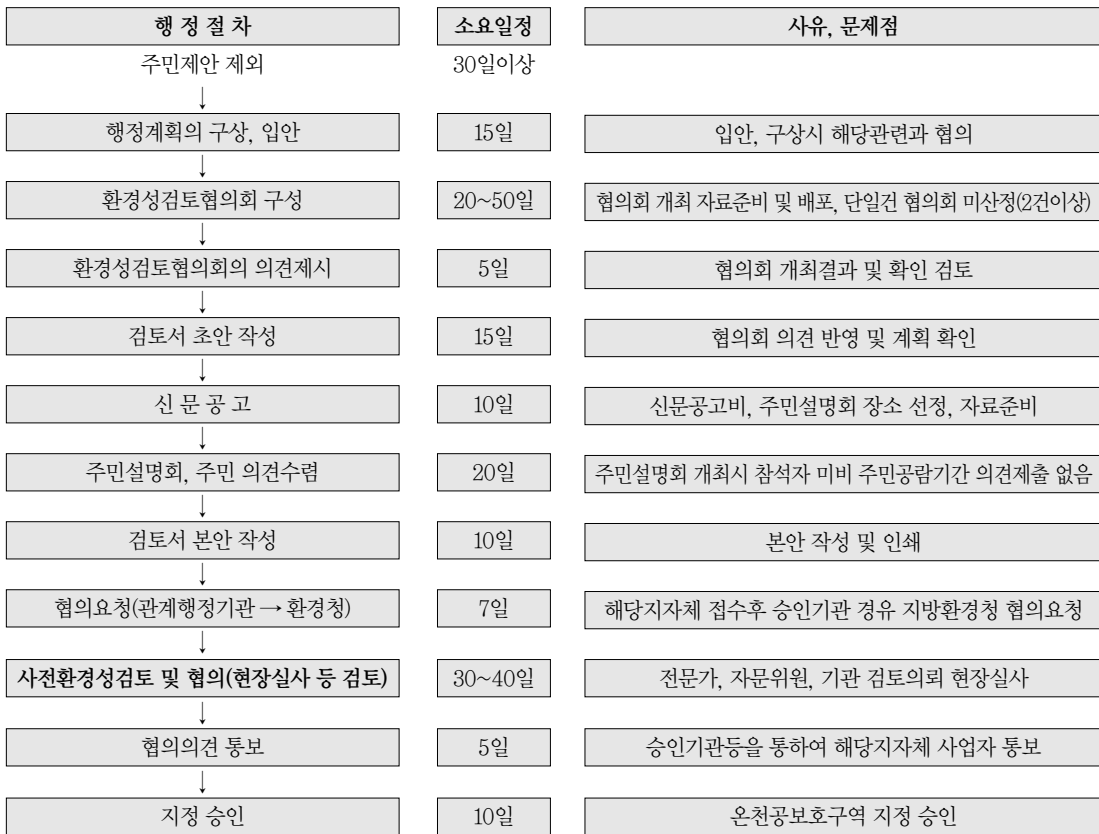 행 정 절 차 소요일정 사유, 문제점
주민제안 제외 30일이상
↓
행정계획의 구상, 입안 15일 입안, 구상시 해당관련과 협의
↓
환경성검토협의회 구성 20~50일 협의회 개최 자료준비 및 배포, 단일건 협의회 미산정(2건이상)
↓
환경성검토협의회의 의견제시 5일 협의회 개최결과 및 확인 검토
↓
검토서 초안 작성 15일 협의회 의견 반영 및 계획 확인
↓
신 문 공 고 10일 신문공고비, 주민설명회 장소 선정, 자료준비
↓
주민설명회, 주민 의견수렴 20일 주민설명회 개최시 참석자 미비 주민공람기간 의견제출 없음
↓
검토서 본안 작성 10일 본안 작성 및 인쇄
↓
협의요청(관계행정기관 → 환경청) 7일 해당지자체 접수후 승인기관 경유 지방환경청 협의요청
↓
사전환경성검토 및 협의(현장실사 등 검토) 30~40일 전문가, 자문위원, 기관 검토의뢰 현장실사
↓
협의의견 통보 5일 승인기관등을 통하여 해당지자체 사업자 통보
↓
지정 승인 10일 온천공보호구역 지정 승인